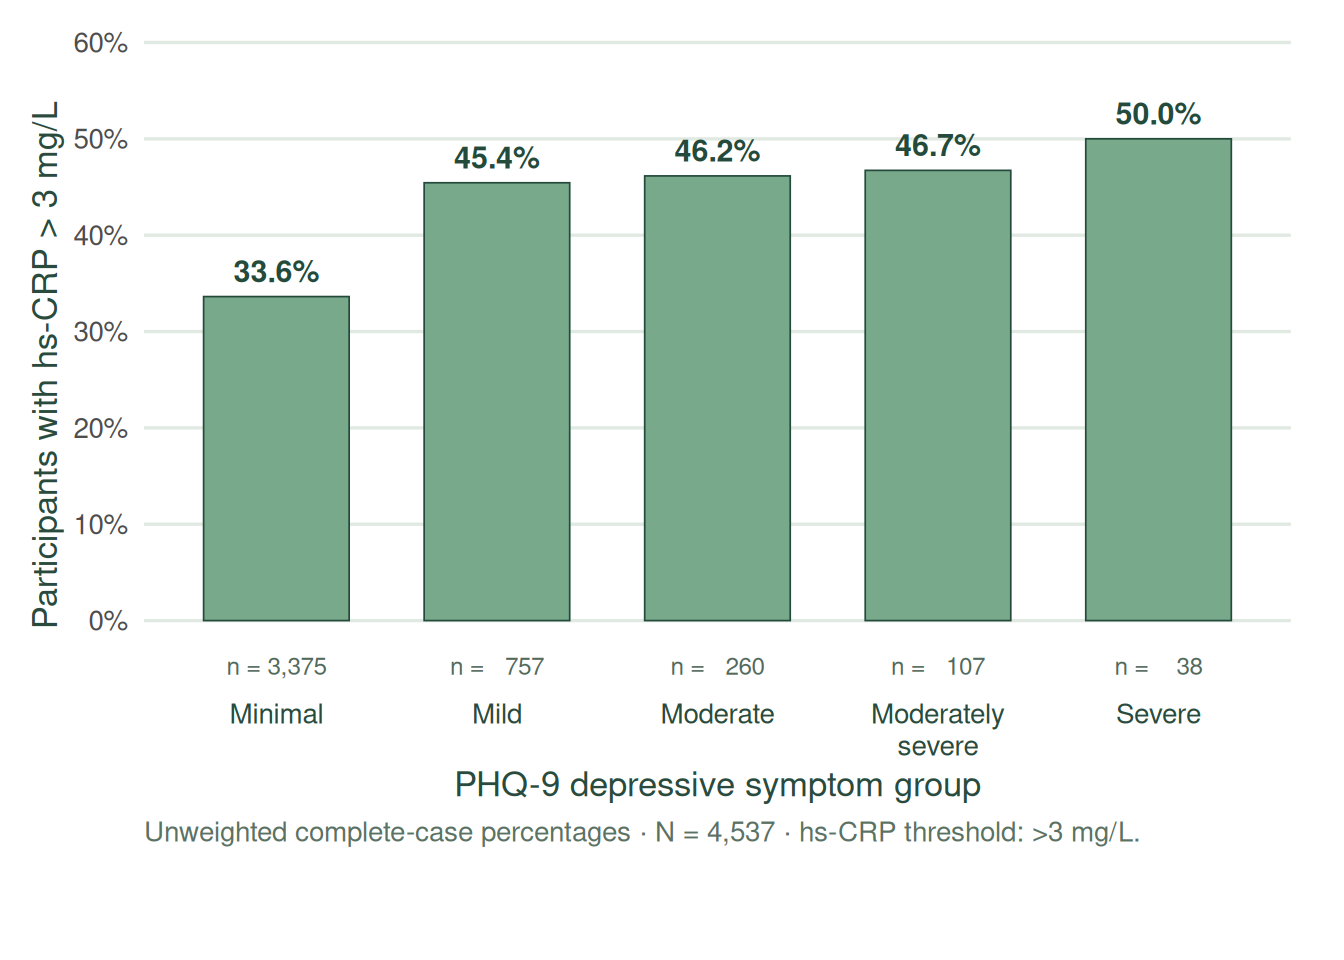 60%
50%
40%
30%
20%
10%
0%
Participants with hs-CRP > 3 mg/L
33.6%
45.4%
46.2%
46.7%
50.0%
n = 3,375
n = 757
n = 260
n = 107
n = 38
Minimal
Mild
Moderate
Moderately
severe
Severe
PHQ-9 depressive symptom group
Unweighted complete-case percentages · N = 4,537 · hs-CRP threshold: >3 mg/L.